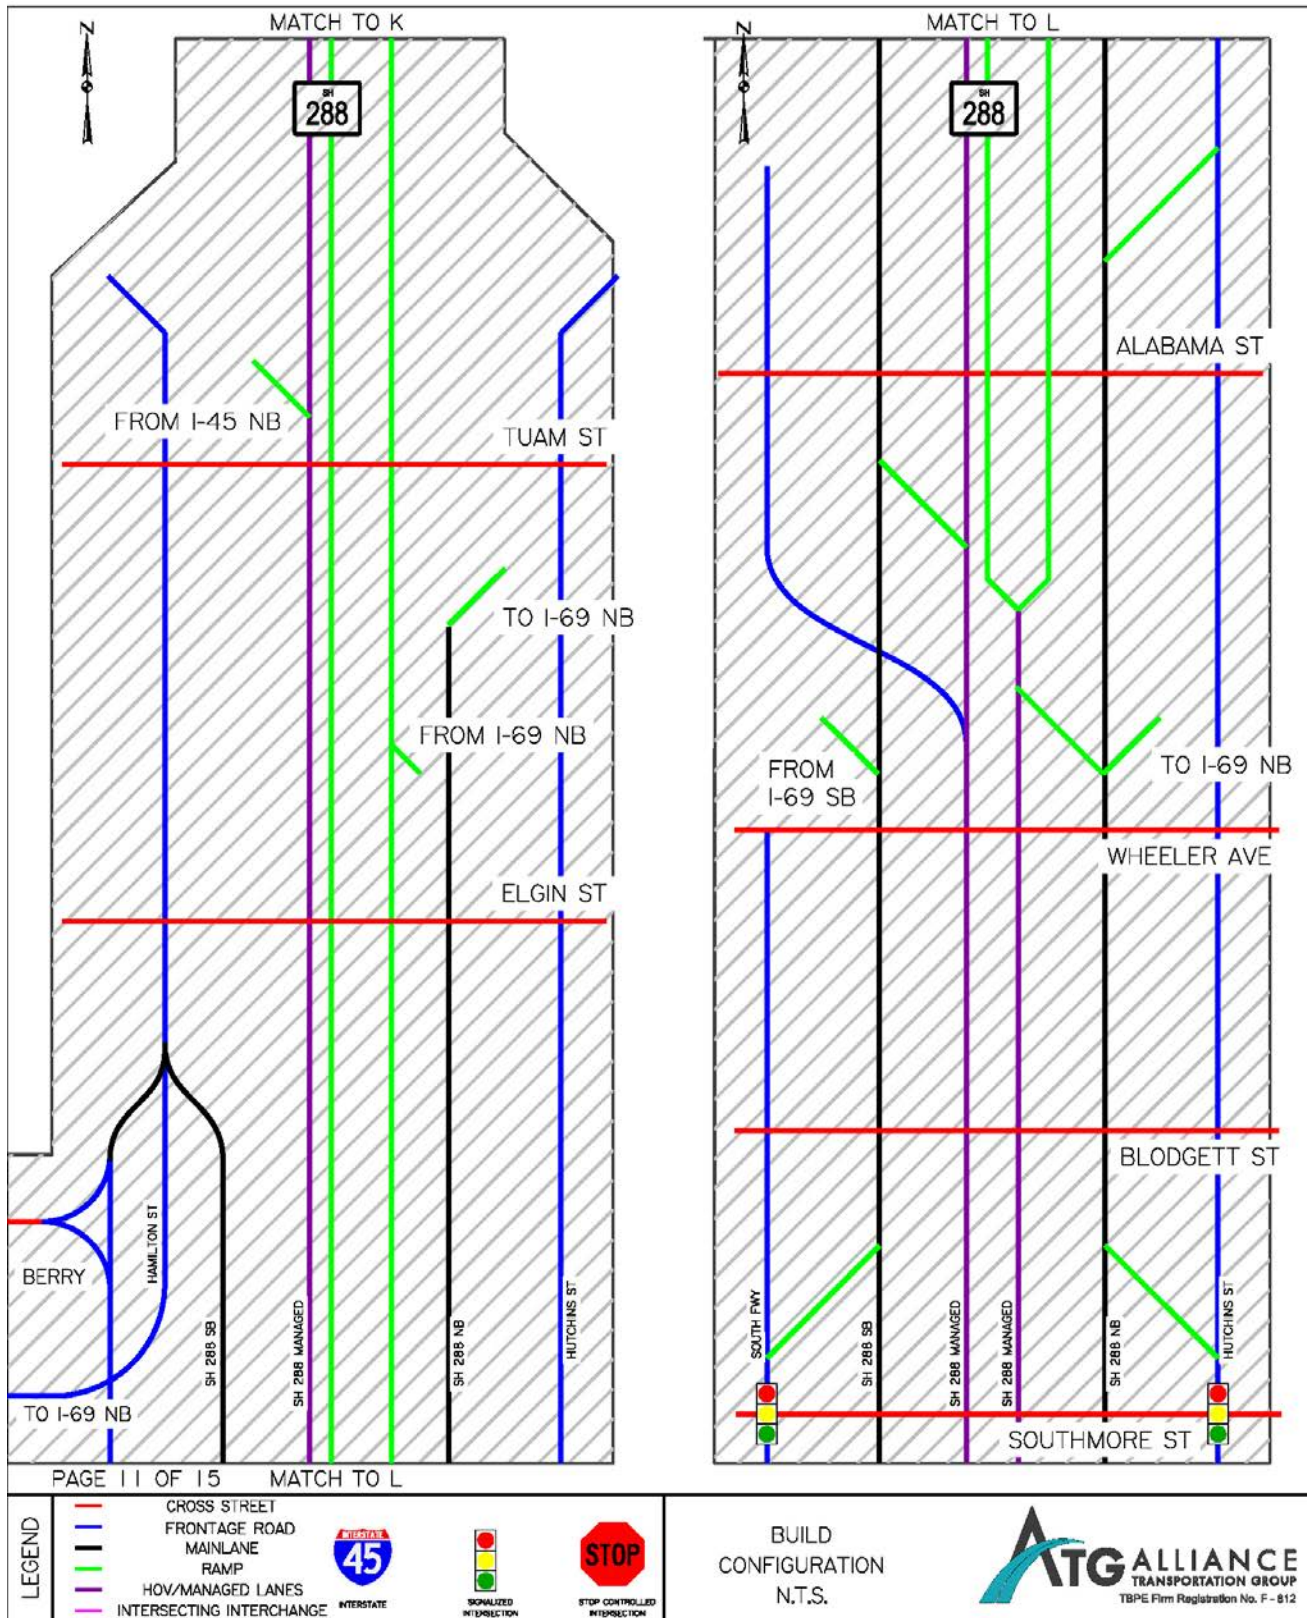 MATCH TO K
N
SH
288
FROM I-45 NB
TUAM ST
TO I-69 NB
FROM I-69 NB
ELGIN ST
BERRY
HAMILTON ST
SH 288 SB
SH 288 MANAGED
SH 288 NB
HUTCHINS ST
TO I-69 NB
PAGE 11 OF 15
MATCH TO L
MATCH TO L
N
SH
288
ALABAMA ST
FROM
I-69 SB
TO I-69 NB
WHEELER AVE
BLODGETT ST
SOUTH FWY
SH 288 SB
SH 288 MANAGED
SH 288 MANAGED
SH 288 NB
HUTCHINS ST
SOUTHMORE ST
LEGEND
CROSS STREET
FRONTAGE ROAD
MAINLANE
RAMP
HOV/MANAGED LANES
INTERSECTING INTERCHANGE
INTERSTATE
45
INTERSTATE
SIGNALIZED
INTERSECTION
STOP
STOP CONTROLLED
INTERSECTION
BUILD
CONFIGURATION
N.T.S.
ATG ALLIANCE
TRANSPORTATION GROUP
TBPE Firm Registration No. F - 812